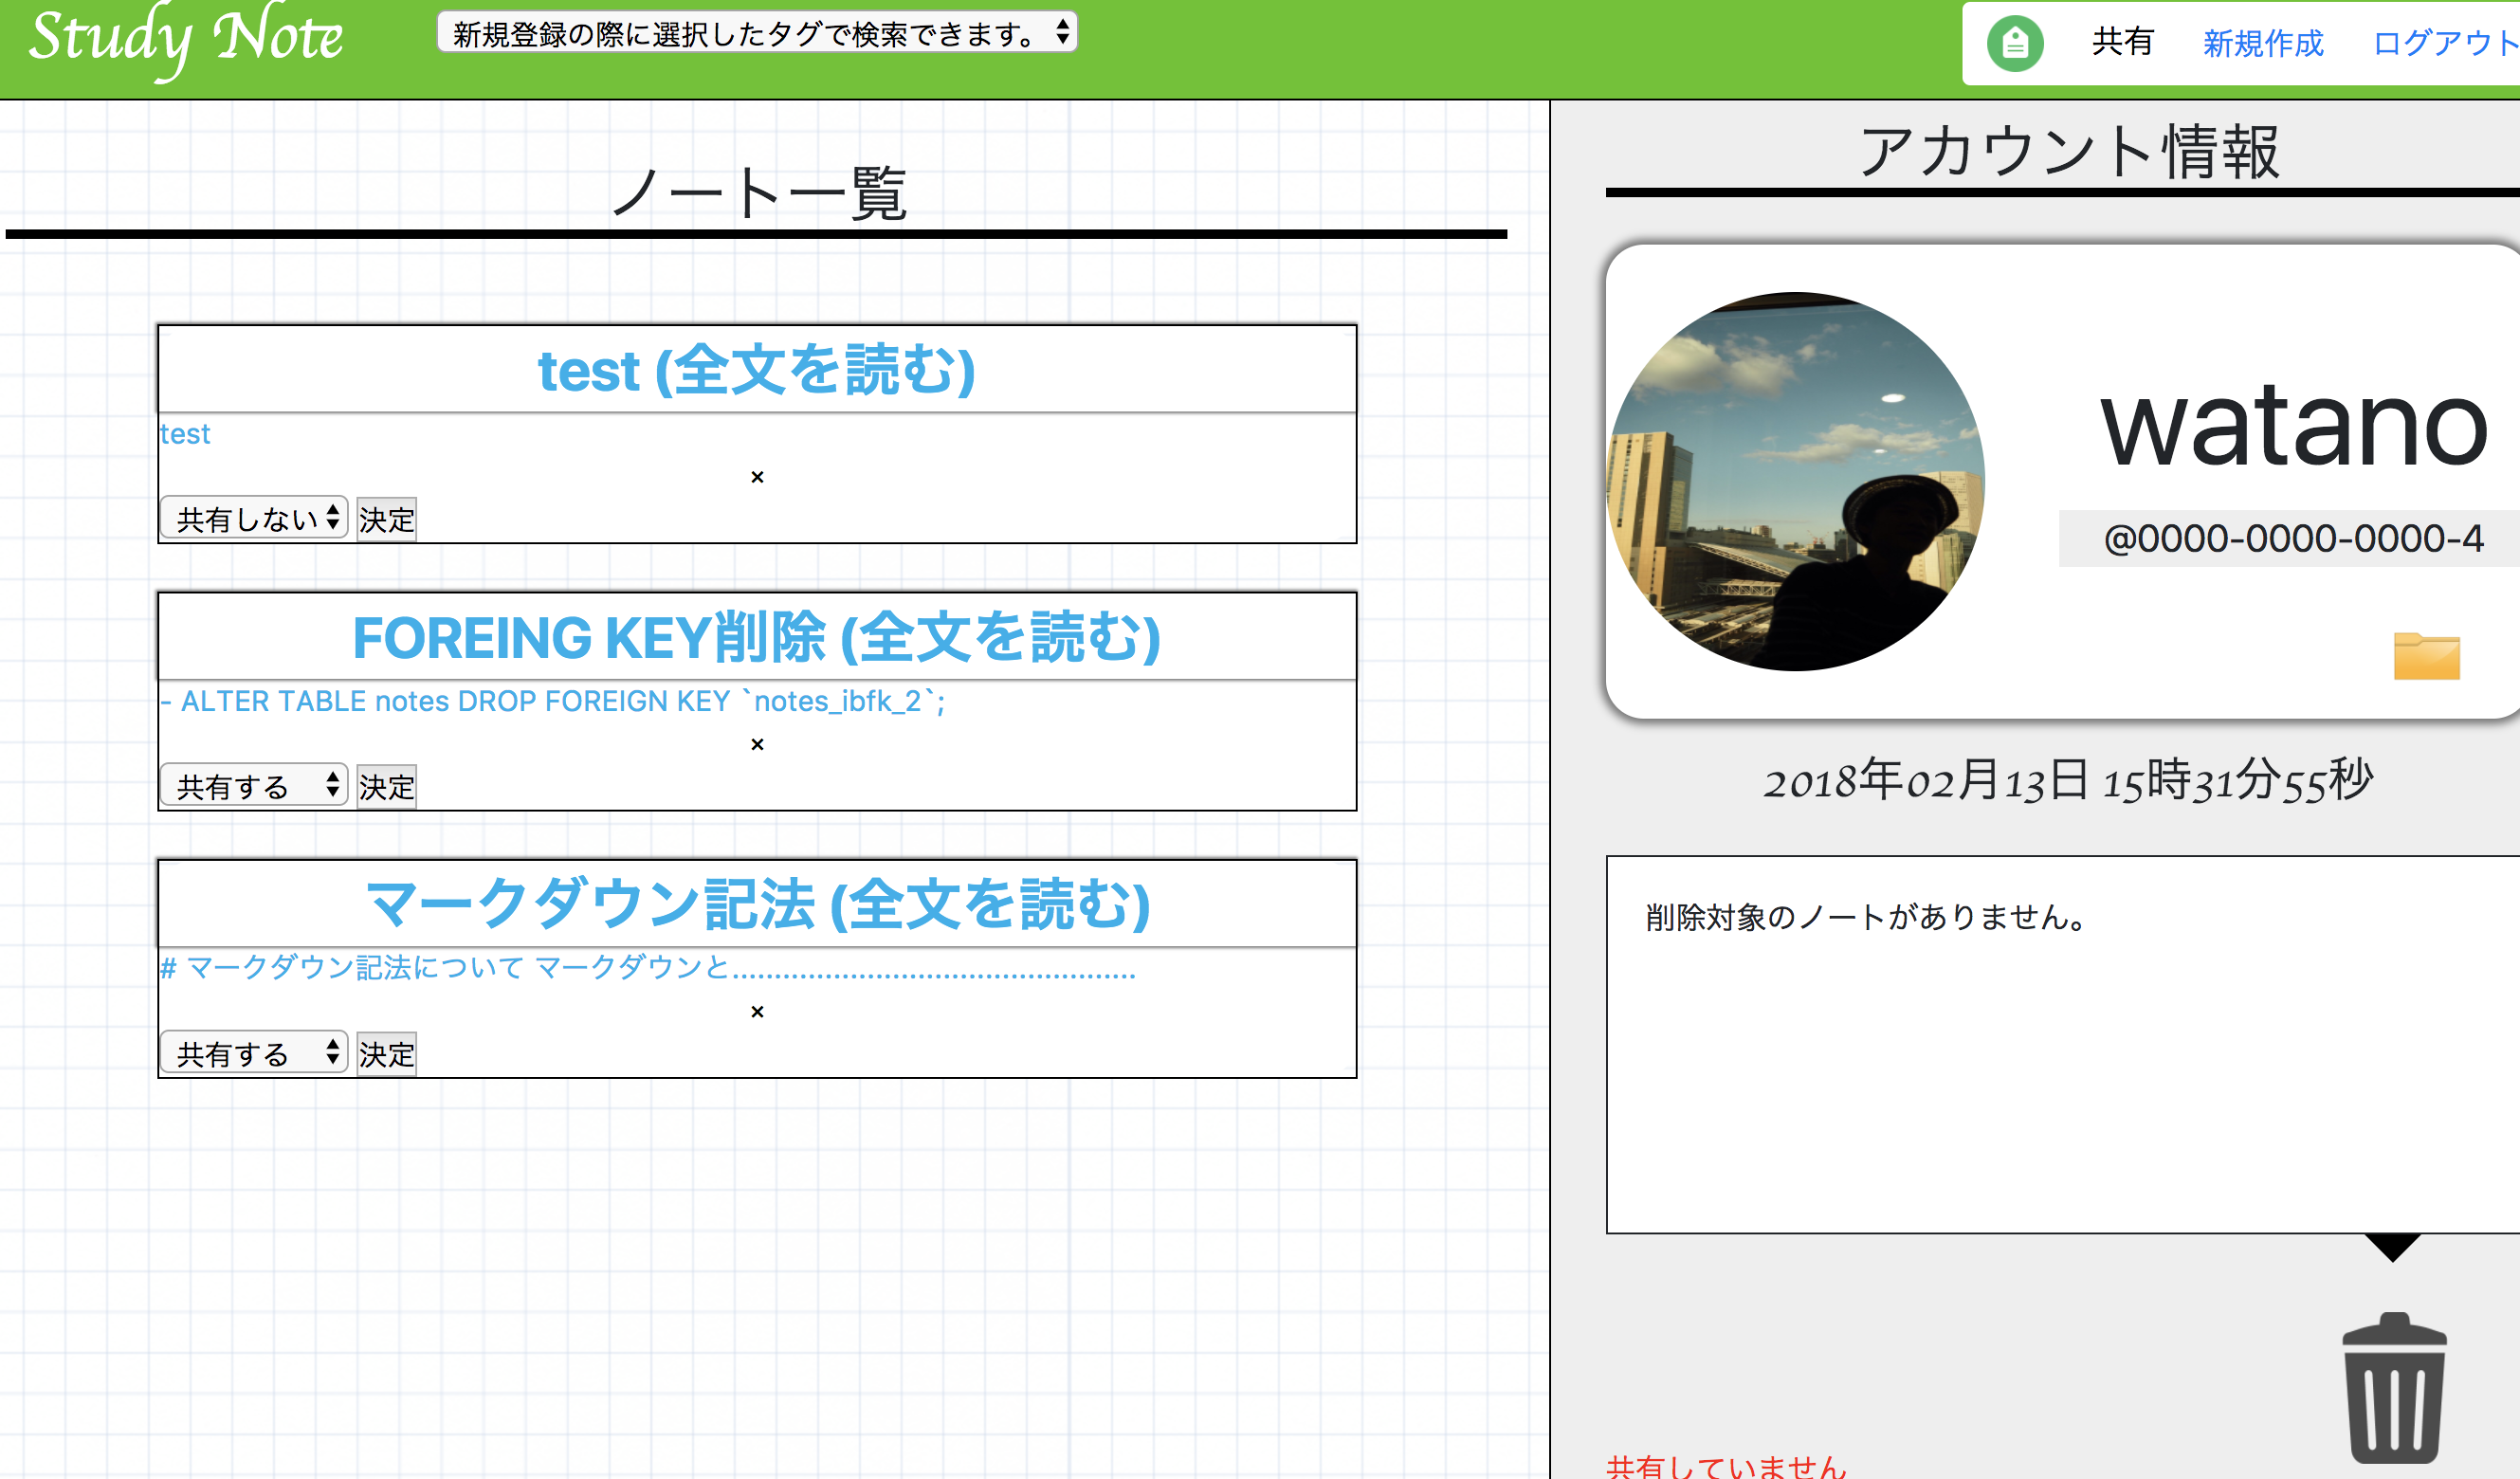 Study Note
新規登録の際に選択したタグで検索できます。
共有 新規作成 ログアウト
ノート一覧
test (全文を読む)
test
×
共有しない 決定
FOREING KEY削除 (全文を読む)
- ALTER TABLE notes DROP FOREIGN KEY `notes_ibfk_2`;
×
共有する 決定
マークダウン記法 (全文を読む)
# マークダウン記法について マークダウンと................................................
×
共有する 決定
アカウント情報
watano
@0000-0000-0000-4
2018年02月13日 15時31分55秒
削除対象のノートがありません。
共有していません